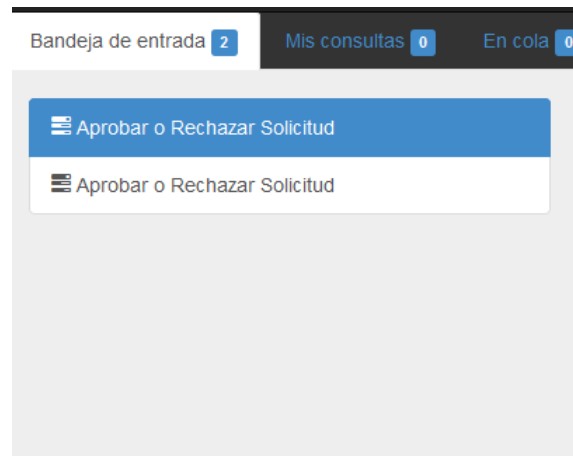 Bandeja de entrada 2 Mis consultas 0 En cola 0
Aprobar o Rechazar Solicitud
Aprobar o Rechazar Solicitud